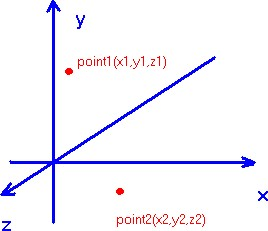 y
point1(x1,y1,z1)
x
z
point2(x2,y2,z2)